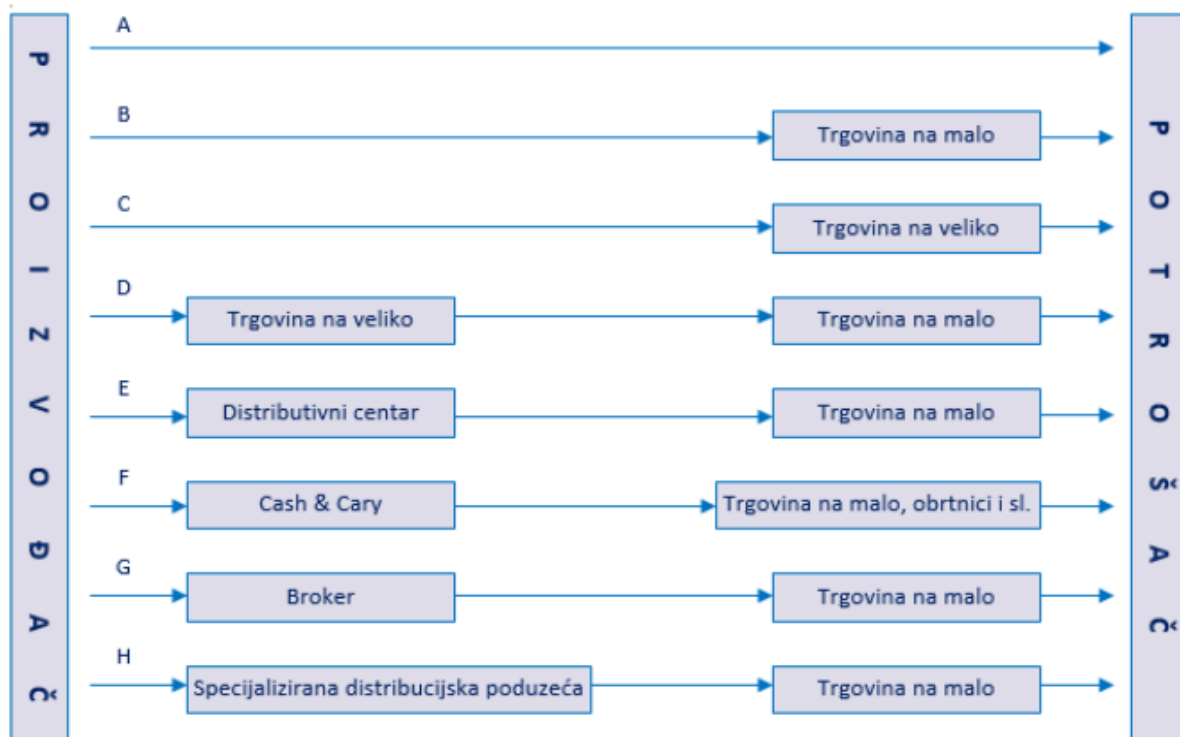 PROIZVOĐAČ
A
B
Trgovina na malo
C
Trgovina na veliko
D
Trgovina na veliko
Trgovina na malo
E
Distributivni centar
Trgovina na malo
F
Cash & Cary
Trgovina na malo, obrtnici i sl.
G
Broker
Trgovina na malo
H
Specijalizirana distribucijska poduzeća
Trgovina na malo
POTROŠAČ